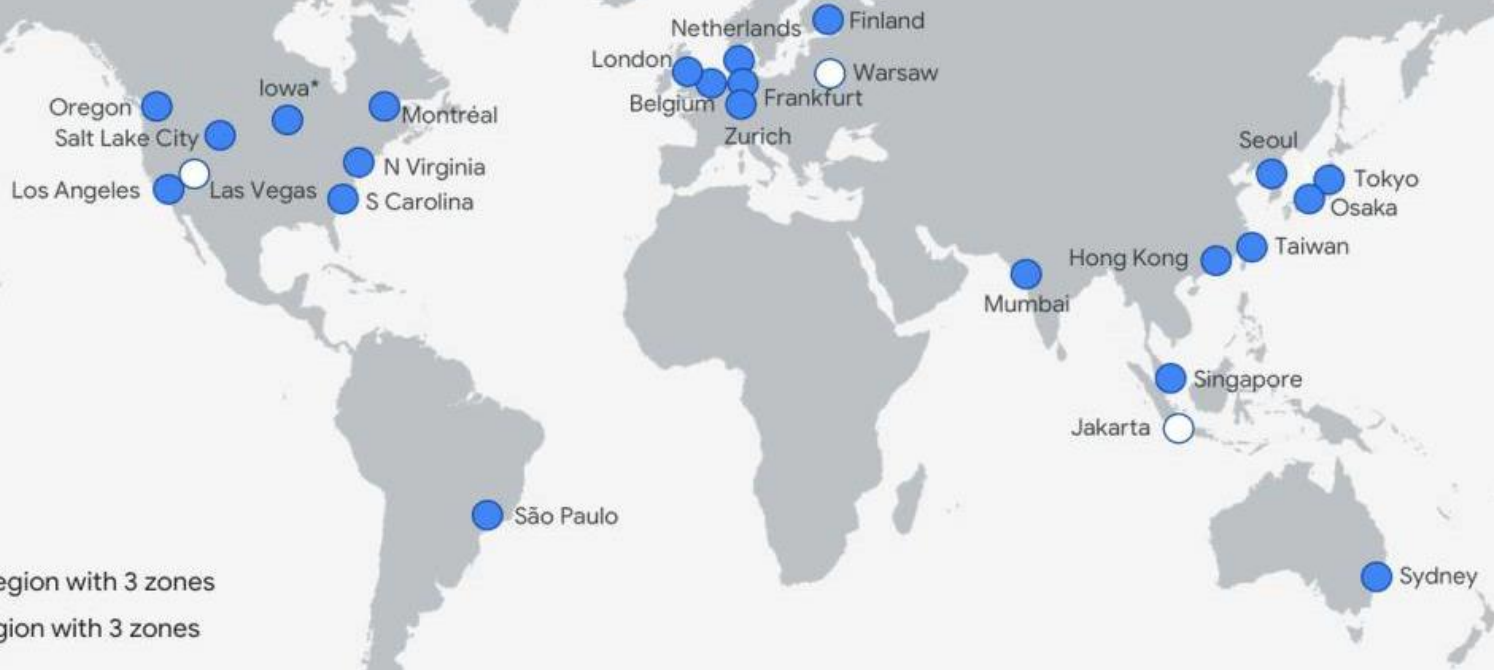 Netherlands
Finland
London
Warsaw
Iowa*
Oregon
Belgium
Frankfurt
Montréal
Salt Lake City
Zurich
Seoul
N Virginia
Tokyo
Los Angeles
Las Vegas
S Carolina
Osaka
Hong Kong
Taiwan
Mumbai
Singapore
Jakarta
São Paulo
Sydney
egion with 3 zones
gion with 3 zones